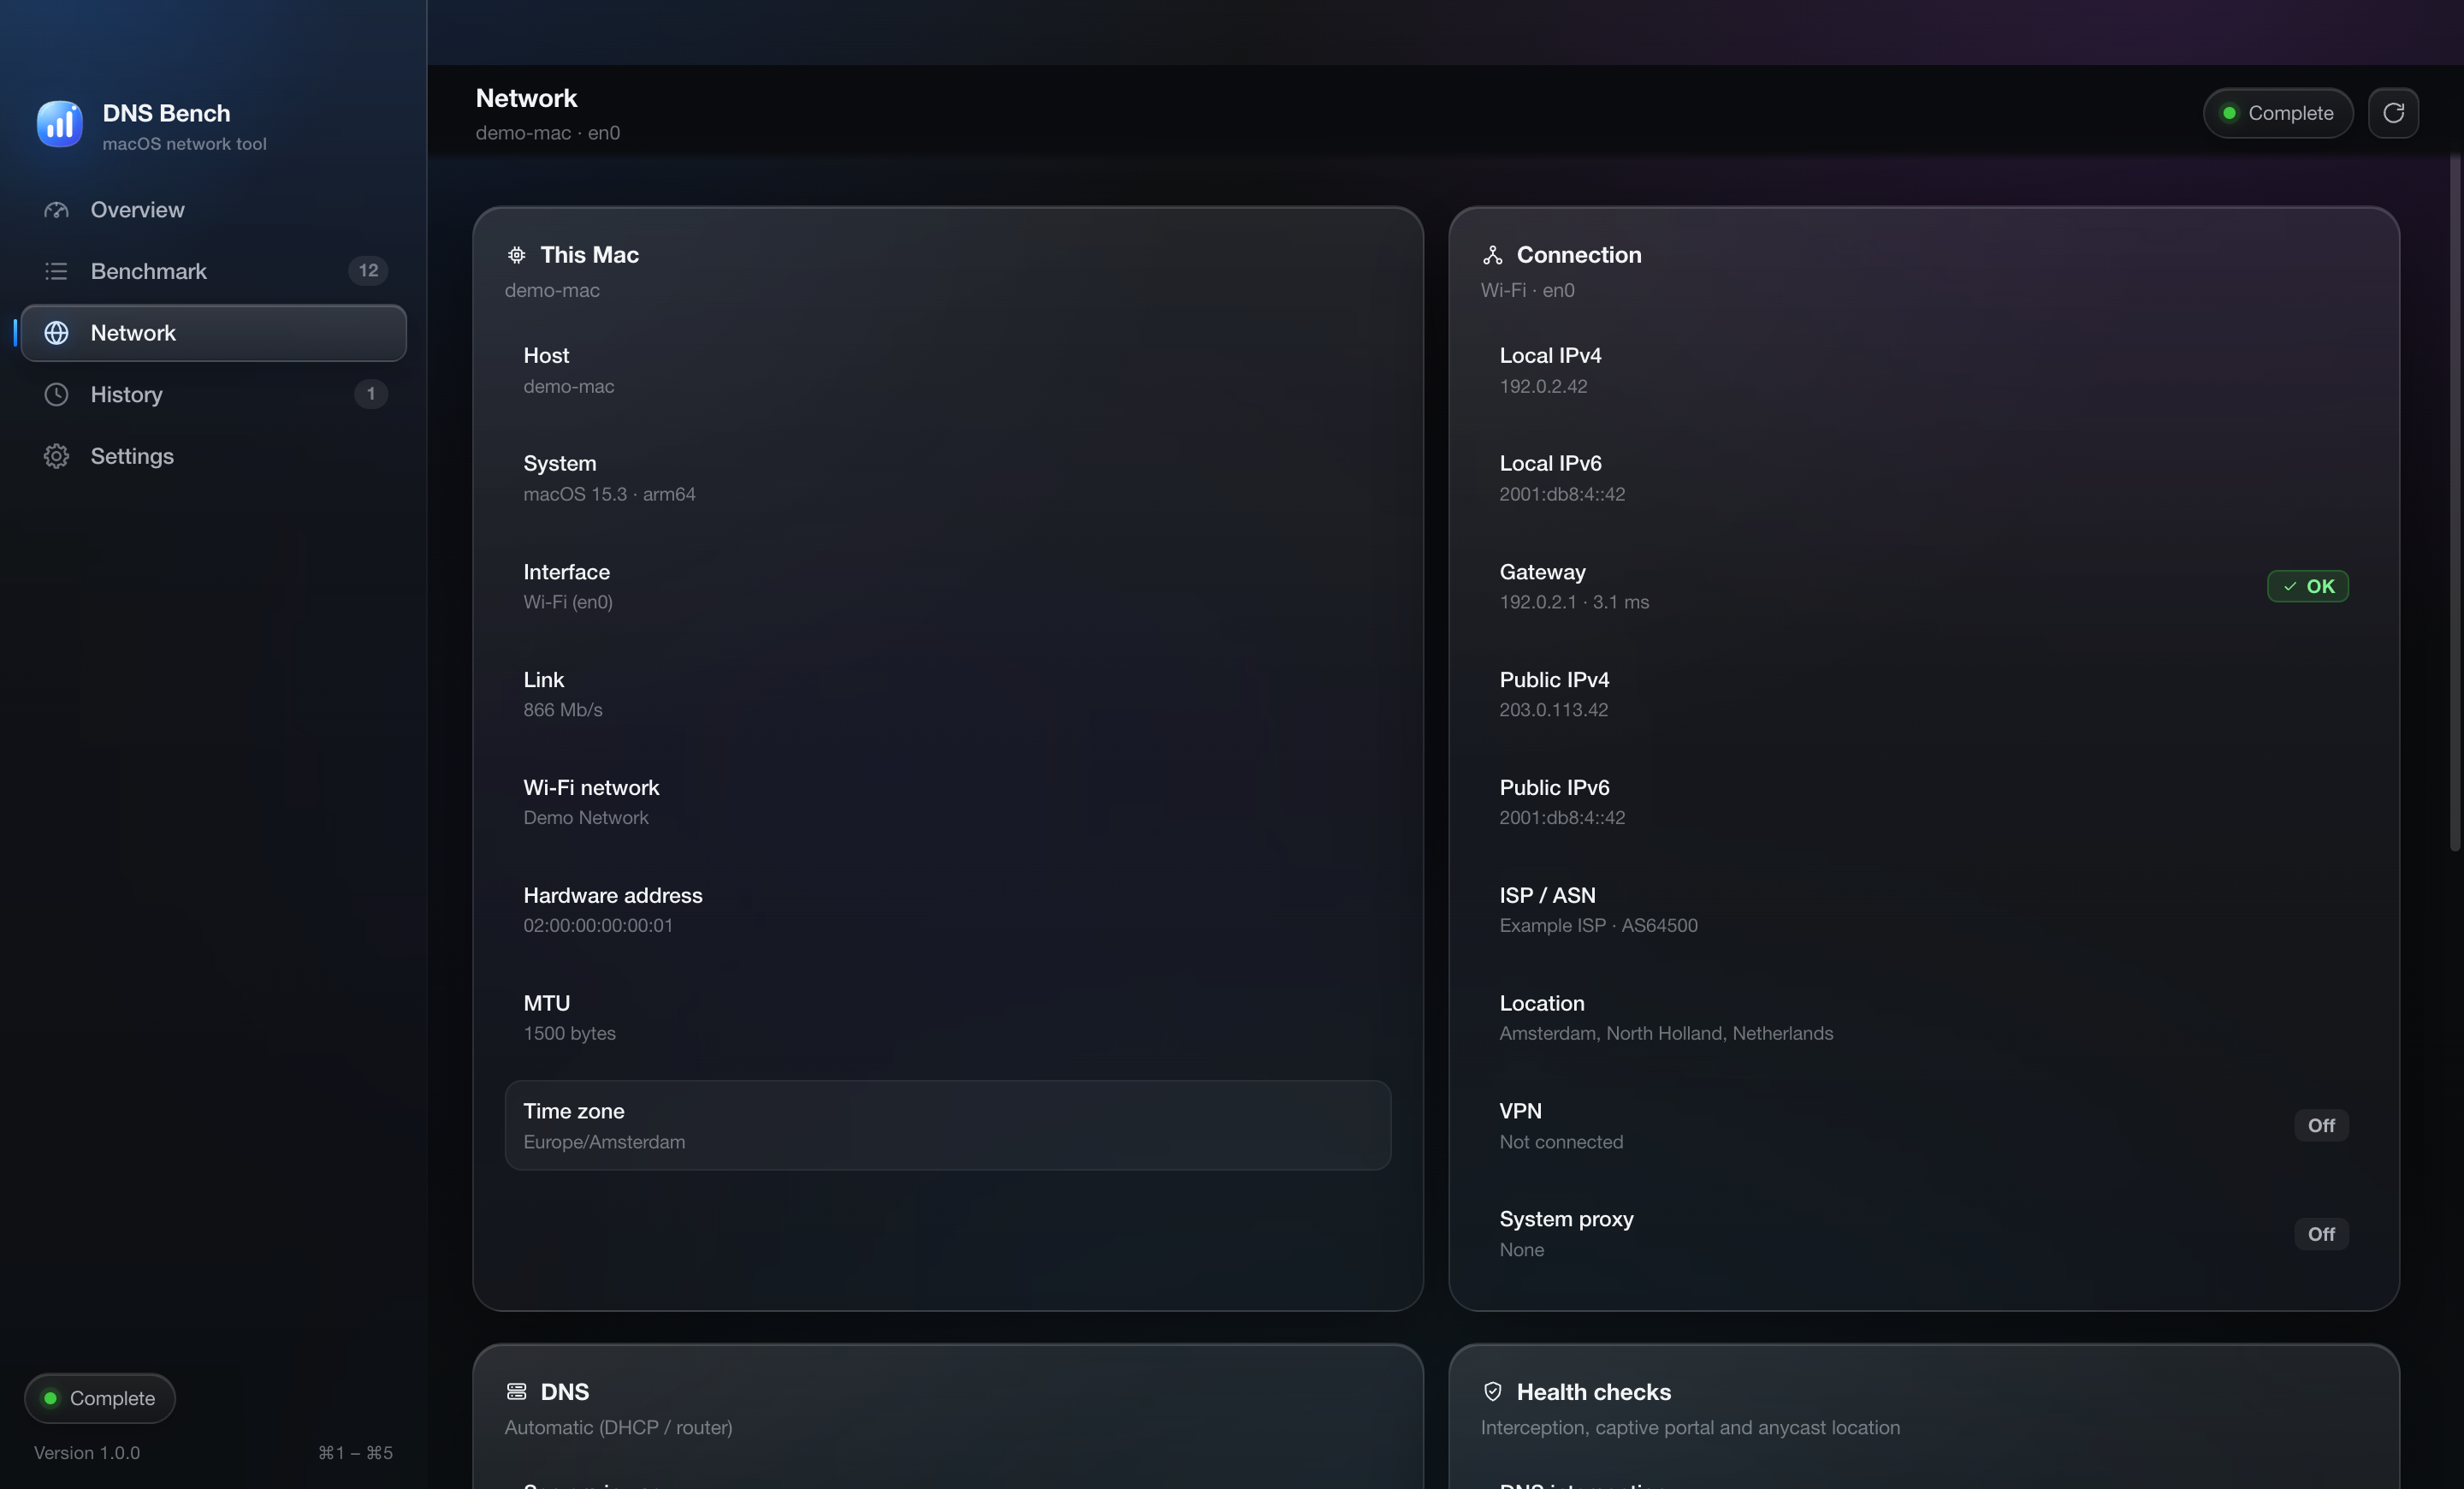 DNS Bench
macOS network tool
Overview
Benchmark 12
Network
History 1
Settings
Complete
Version 1.0.0 ⌘1 – ⌘5
Network
demo-mac · en0
Complete
This Mac
demo-mac
Host
demo-mac
System
macOS 15.3 · arm64
Interface
Wi-Fi (en0)
Link
866 Mb/s
Wi-Fi network
Demo Network
Hardware address
02:00:00:00:00:01
MTU
1500 bytes
Time zone
Europe/Amsterdam
Connection
Wi-Fi · en0
Local IPv4
192.0.2.42
Local IPv6
2001:db8:4::42
Gateway
192.0.2.1 · 3.1 ms
OK
Public IPv4
203.0.113.42
Public IPv6
2001:db8:4::42
ISP / ASN
Example ISP · AS64500
Location
Amsterdam, North Holland, Netherlands
VPN
Not connected
Off
System proxy
None
Off
DNS
Automatic (DHCP / router)
Health checks
Interception, captive portal and anycast location